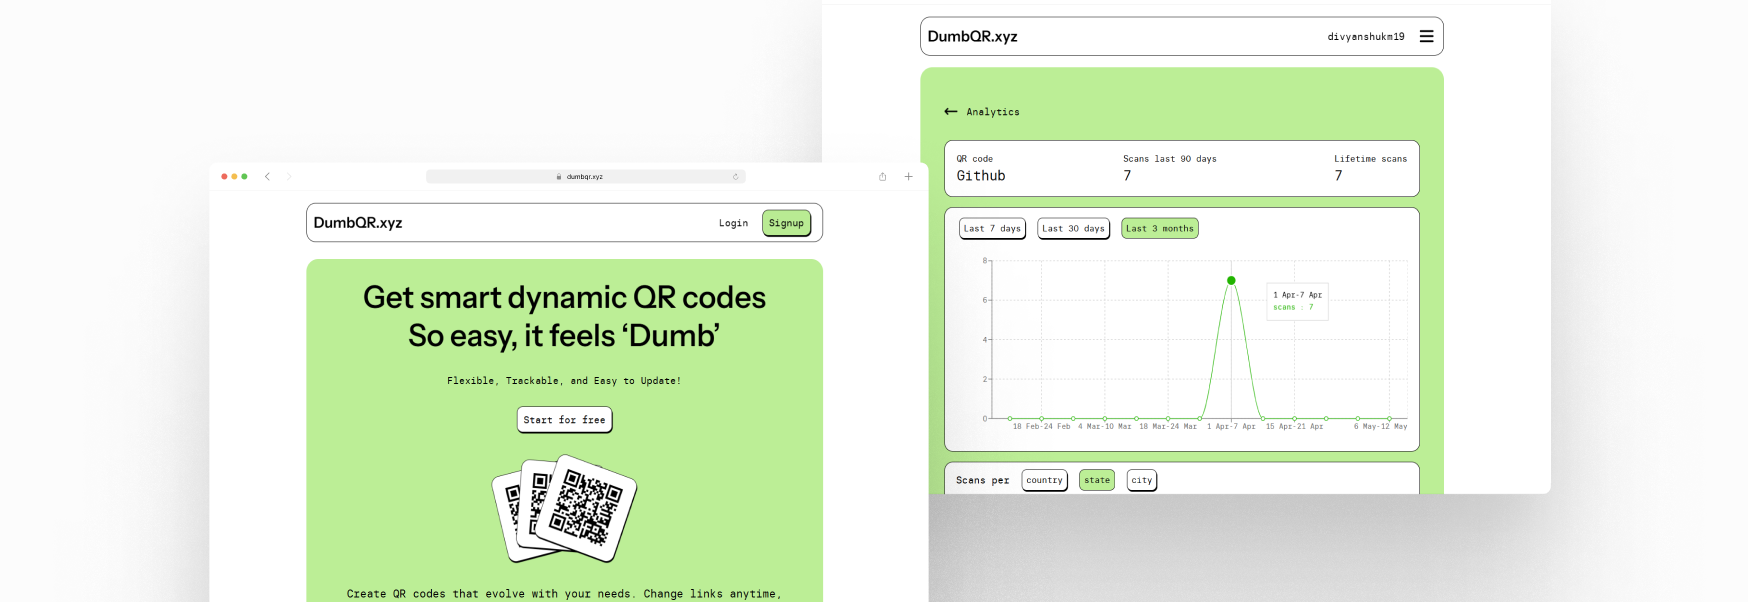 DumbQR.xyz
divyanshukm19
Analytics
QR code
Scans last 90 days
Lifetime scans
Github
7
7
Last 7 days
Last 30 days
Last 3 months
8
6
4
2
0
1 Apr-7 Apr
scans : 7
18 Feb-24 Feb
4 Mar-10 Mar
18 Mar-24 Mar
1 Apr-7 Apr
15 Apr-21 Apr
6 May-12 May
Scans per
country
state
city
dumbqr.xyz
DumbQR.xyz
Login
Signup
Get smart dynamic QR codes
So easy, it feels ‘Dumb’
Flexible, Trackable, and Easy to Update!
Start for free
Create QR codes that evolve with your needs. Change links anytime,